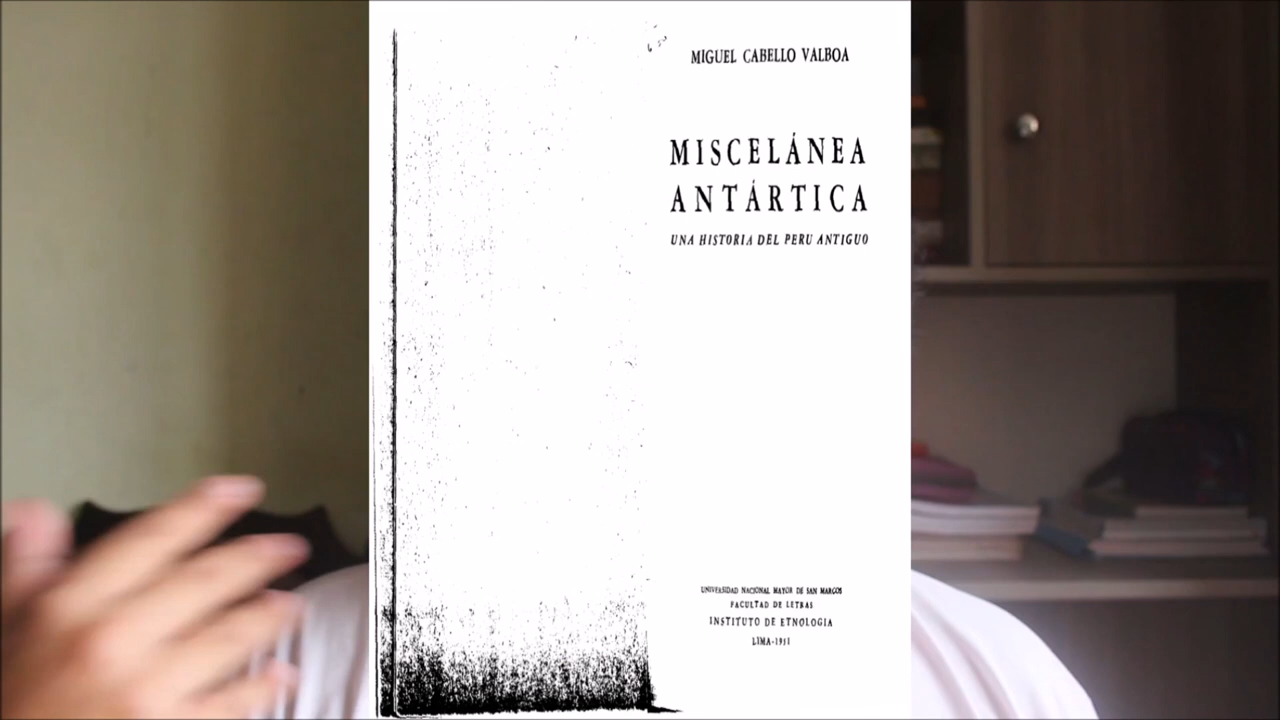 MIGUEL CABELLO VALBOA
MISCELÁNEA
ANTÁRTICA
UNA HISTORIA DEL PERU ANTIGUO
UNIVERSIDAD NACIONAL MAYOR DE SAN MARCOS
FACULTAD DE LETRAS
INSTITUTO DE ETNOLOGIA
LIMA-1951